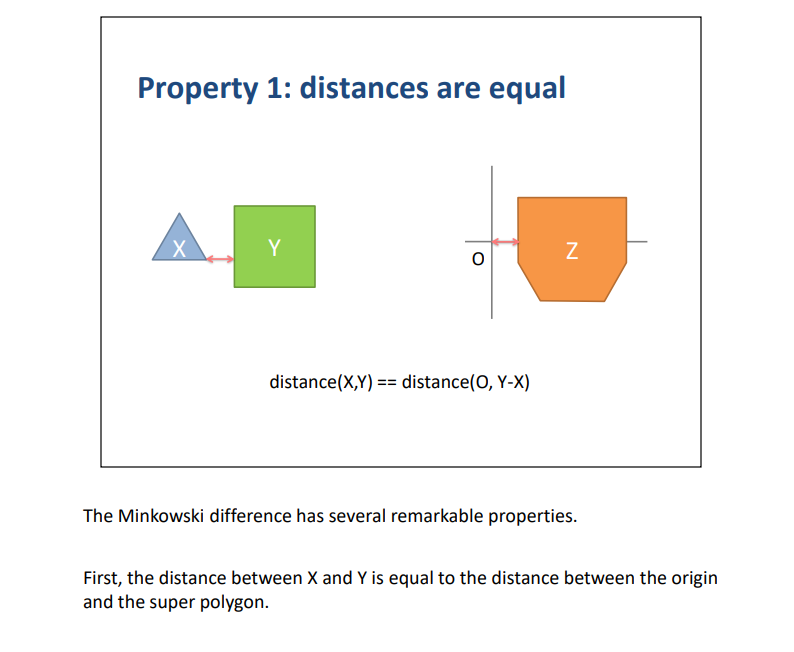 Property 1: distances are equal
X
Y
Z
O
distance(X,Y) == distance(O, Y-X)
The Minkowski difference has several remarkable properties.
First, the distance between X and Y is equal to the distance between the origin
and the super polygon.